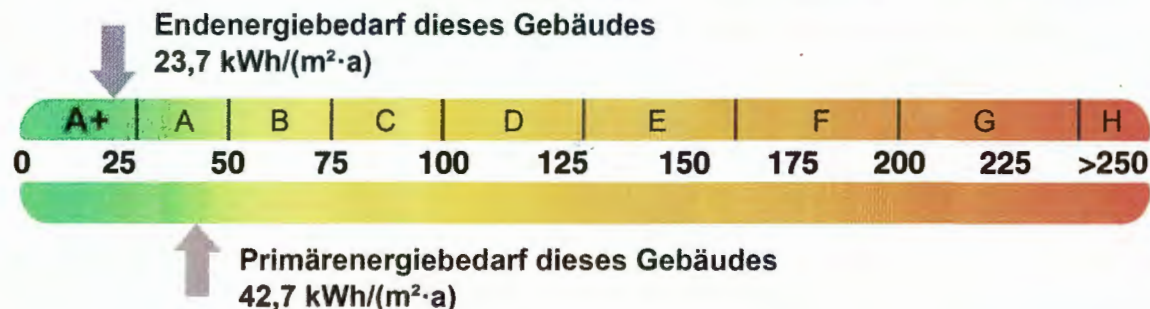 Endenergiebedarf dieses Gebäudes
23,7 kWh/(m²·a)
A+ A B C D E F G H
0 25 50 75 100 125 150 175 200 225 >250
Primärenergiebedarf dieses Gebäudes
42,7 kWh/(m²·a)